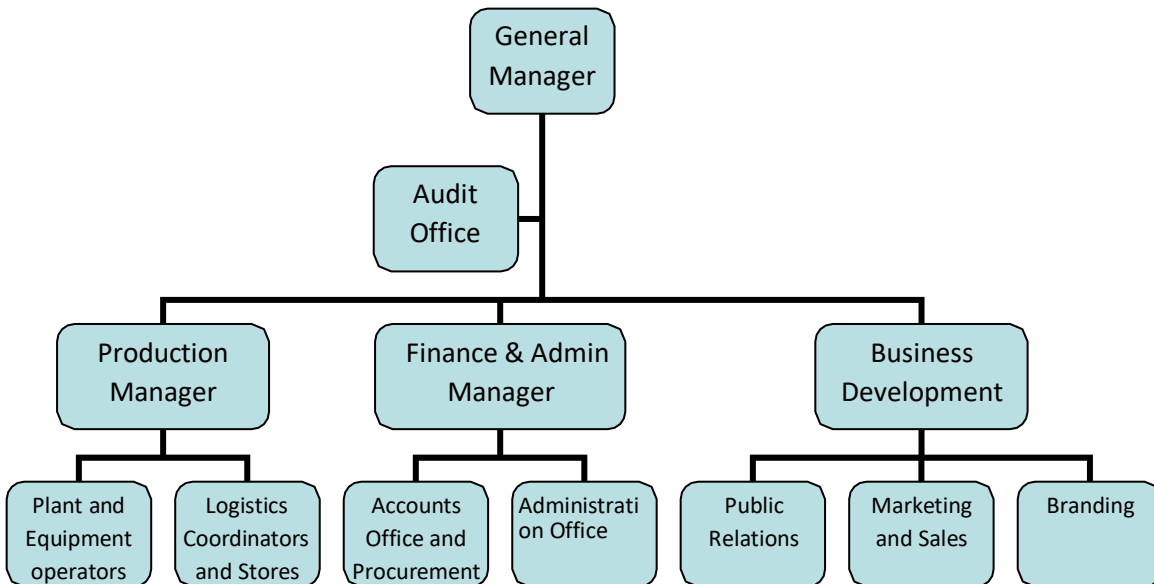 General
Manager
Audit
Office
Production
Manager
Finance & Admin
Manager
Business
Development
Plant and
Equipment
operators
Logistics
Coordinators
and Stores
Accounts
Office and
Procurement
Administrati
on Office
Public
Relations
Marketing
and Sales
Branding